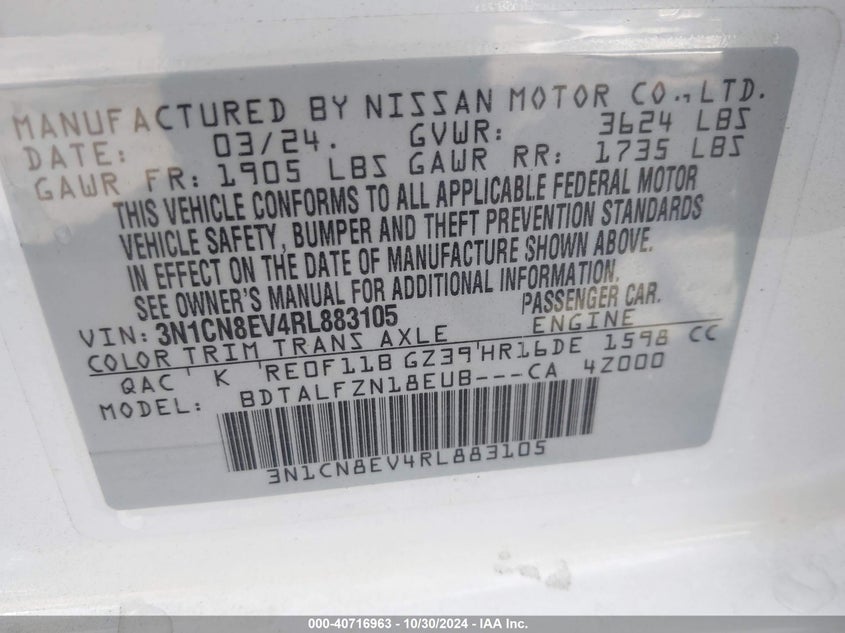 MANUFACTURED BY NISSAN MOTOR CO.,LTD.
DATE: 03/24. GVWR: 3624 LBS
GAWR FR: 1905 LBS GAWR RR: 1735 LBS
THIS VEHICLE CONFORMS TO ALL APPLICABLE FEDERAL MOTOR
VEHICLE SAFETY, BUMPER AND THEFT PREVENTION STANDARDS
IN EFFECT ON THE DATE OF MANUFACTURE SHOWN ABOVE.
SEE OWNER'S MANUAL FOR ADDITIONAL INFORMATION.
VIN: 3N1CN8EV4RL883105 PASSENGER CAR.
COLOR TRIM TRANS AXLE ENGINE
QAC K RE0F11B GZ39 HR16DE 1598 CC
MODEL: BDTALFZN18EUB---CA 4Z000
3N1CN8EV4RL883105
000-40716963 - 10/30/2024 - IAA Inc.